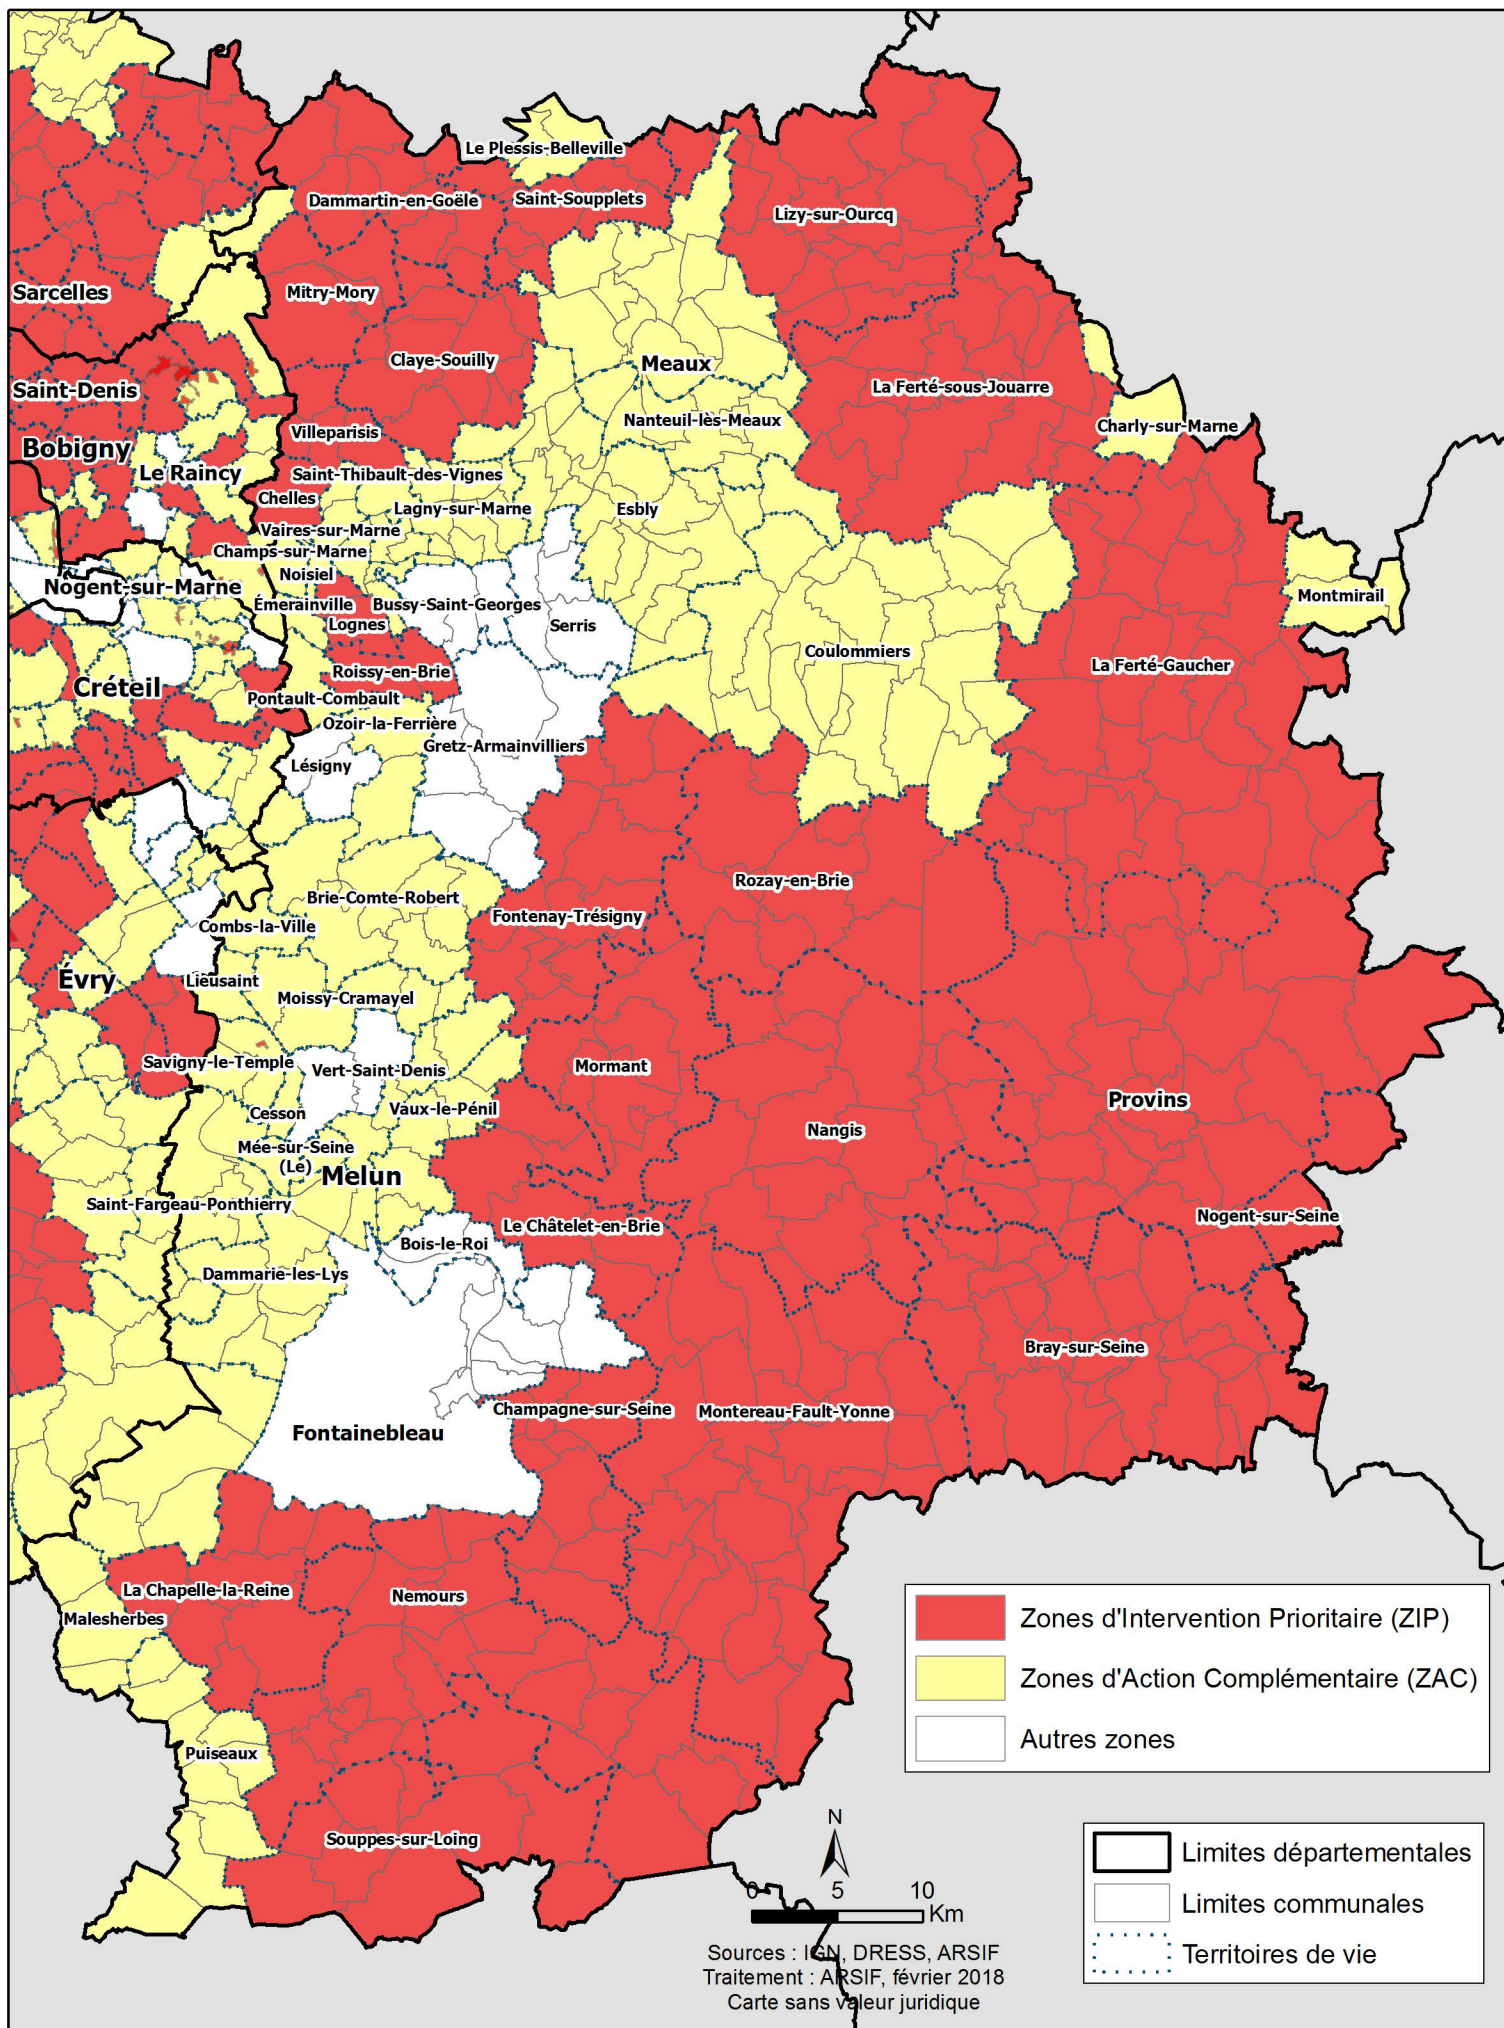 Le Plessis-Belleville
Dammartin-en-Goële
Saint-Soupplets
Lizy-sur-Ourcq
Sarcelles
Mitry-Mory
Claye-Souilly
Meaux
Saint-Denis
La Ferté-sous-Jouarre
Nanteuil-lès-Meaux
Charly-sur-Marne
Villeparisis
Bobigny
Le Raincy
Saint-Thibault-des-Vignes
Chelles
Lagny-sur-Marne
Esbly
Vaires-sur-Marne
Champs-sur-Marne
Noisiel
Nogent-sur-Marne
Montmirail
Émerainville
Bussy-Saint-Georges
Lognes
Serris
Coulommiers
La Ferté-Gaucher
Roissy-en-Brie
Créteil
Pontault-Combault
Ozoir-la-Ferrière
Gretz-Armainvilliers
Lésigny
Rozay-en-Brie
Brie-Comte-Robert
Fontenay-Trésigny
Combs-la-Ville
Évry
Lieusaint
Moissy-Cramayel
Savigny-le-Temple
Vert-Saint-Denis
Mormant
Provins
Cesson
Vaux-le-Pénil
Nangis
Mée-sur-Seine
(Le)
Melun
Saint-Fargeau-Ponthierry
Nogent-sur-Seine
Le Châtelet-en-Brie
Bois-le-Roi
Dammarie-les-Lys
Bray-sur-Seine
Champagne-sur-Seine
Montereau-Fault-Yonne
Fontainebleau
La Chapelle-la-Reine
Nemours
Malesherbes
Puiseaux
Souppes-sur-Loing
Zones d'Intervention Prioritaire (ZIP)
Zones d'Action Complémentaire (ZAC)
Autres zones
N
0 5 10
Km
Limites départementales
Limites communales
Territoires de vie
Sources : IGN, DRESS, ARSIF
Traitement : ARSIF, février 2018
Carte sans valeur juridique